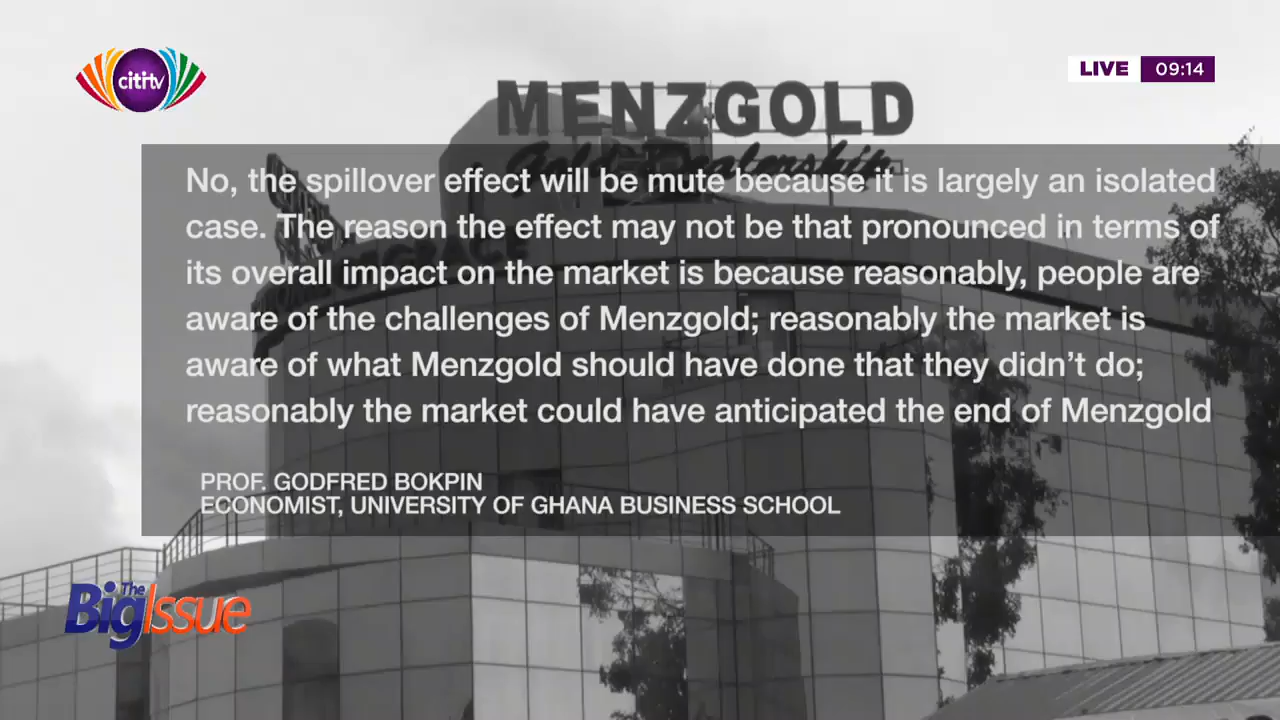 citi tv
LIVE 09:14
MENZGOLD
Gold Dealership
No, the spillover effect will be mute because it is largely an isolated
case. The reason the effect may not be that pronounced in terms of
its overall impact on the market is because reasonably, people are
aware of the challenges of Menzgold; reasonably the market is
aware of what Menzgold should have done that they didn’t do;
reasonably the market could have anticipated the end of Menzgold
PROF. GODFRED BOKPIN
ECONOMIST, UNIVERSITY OF GHANA BUSINESS SCHOOL
The
BigIssue